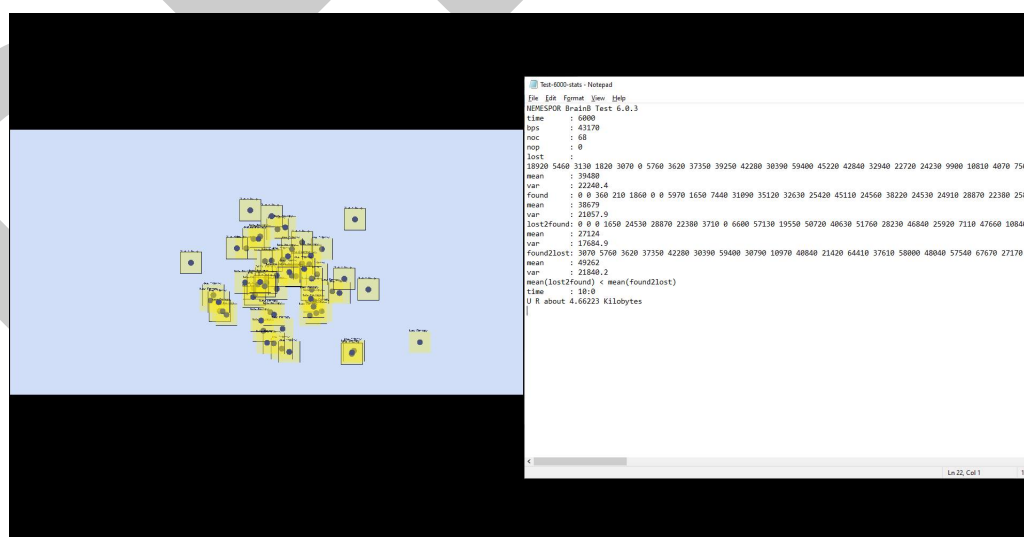 Test-6000-stats - Notepad
File Edit Format View Help
NEMESPOR BrainB Test 6.0.3
time : 6000
bps : 43170
noc : 68
nop : 0
lost :
18920 5460 3130 1820 3070 0 5760 3620 37350 39250 42280 30390 59400 45220 42840 32940 22720 24230 9900 10810 4070 756
mean : 39480
var : 22240.4
found : 0 0 360 210 1860 0 0 5970 1650 7440 31090 35120 32630 25420 45110 24560 38220 24530 24910 28870 22380 258
mean : 38679
var : 21057.9
lost2found: 0 0 0 1650 24530 28870 22380 3710 0 6600 57130 19550 50720 40630 51760 28230 46840 25920 7110 47660 10840
mean : 27124
var : 17684.9
found2lost: 3070 5760 3620 37350 42280 30390 59400 30790 10970 40840 21420 64410 37610 58000 48040 57540 67670 27170
mean : 49262
var : 21840.2
mean(lost2found) < mean(found2lost)
time : 10:0
U R about 4.66223 Kilobytes
Ln 22, Col 1